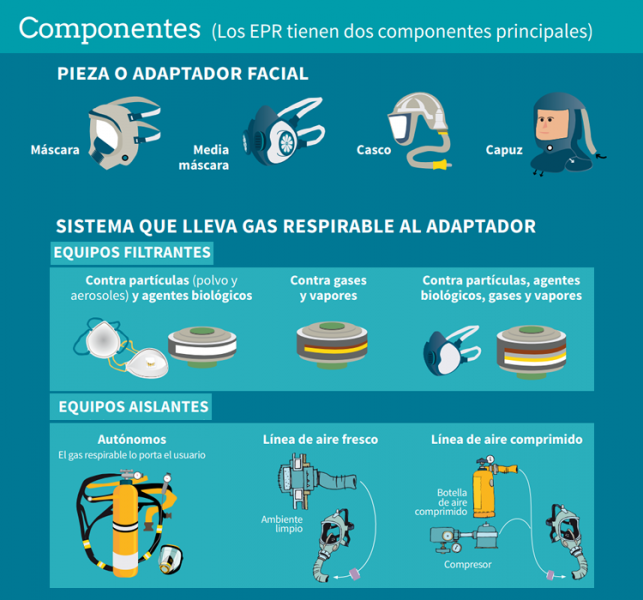 Componentes (Los EPR tienen dos componentes principales)
PIEZA O ADAPTADOR FACIAL
Máscara
Media
máscara
Casco
Capuz
SISTEMA QUE LLEVA GAS RESPIRABLE AL ADAPTADOR
EQUIPOS FILTRANTES
Contra partículas (polvo y
aerosoles) y agentes biológicos
Contra gases
y vapores
Contra partículas, agentes
biológicos, gases y vapores
EQUIPOS AISLANTES
Autónomos
El gas respirable lo porta el usuario
Línea de aire fresco
Ambiente
limpio
Línea de aire comprimido
Botella
de aire
comprimido
Compresor